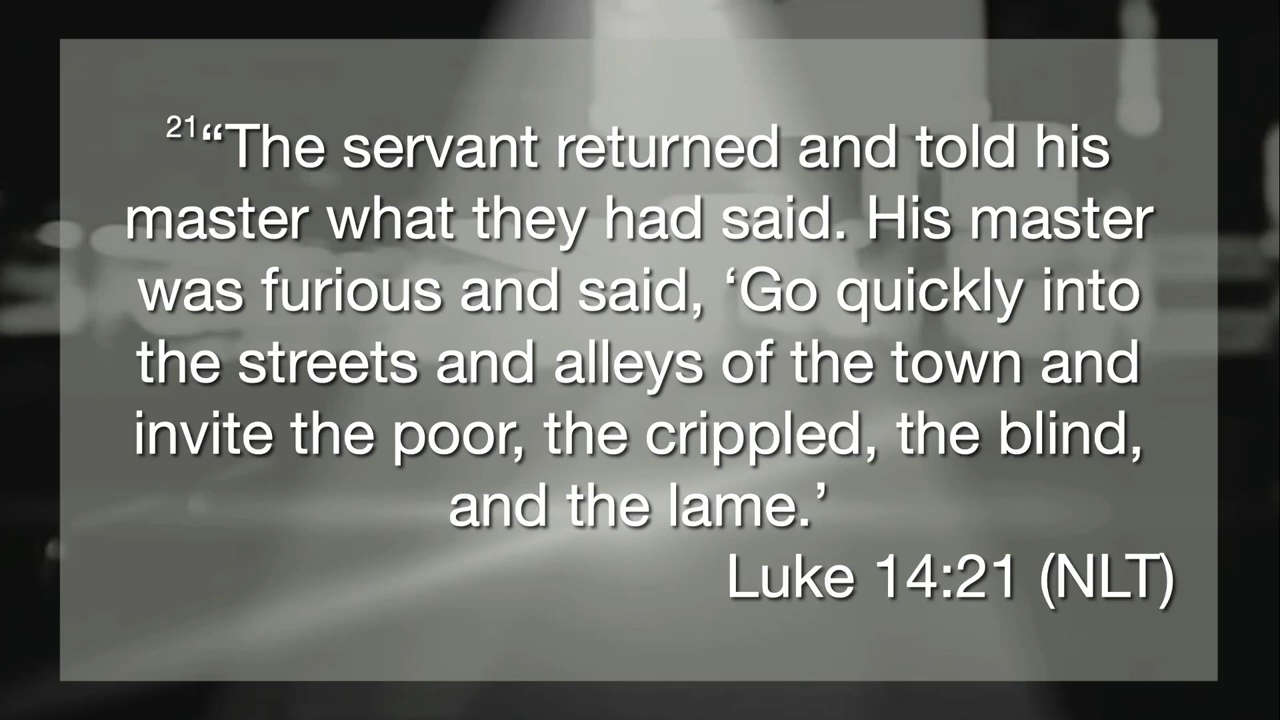 21“The servant returned and told his
master what they had said. His master
was furious and said, ‘Go quickly into
the streets and alleys of the town and
invite the poor, the crippled, the blind,
and the lame.’
Luke 14:21 (NLT)